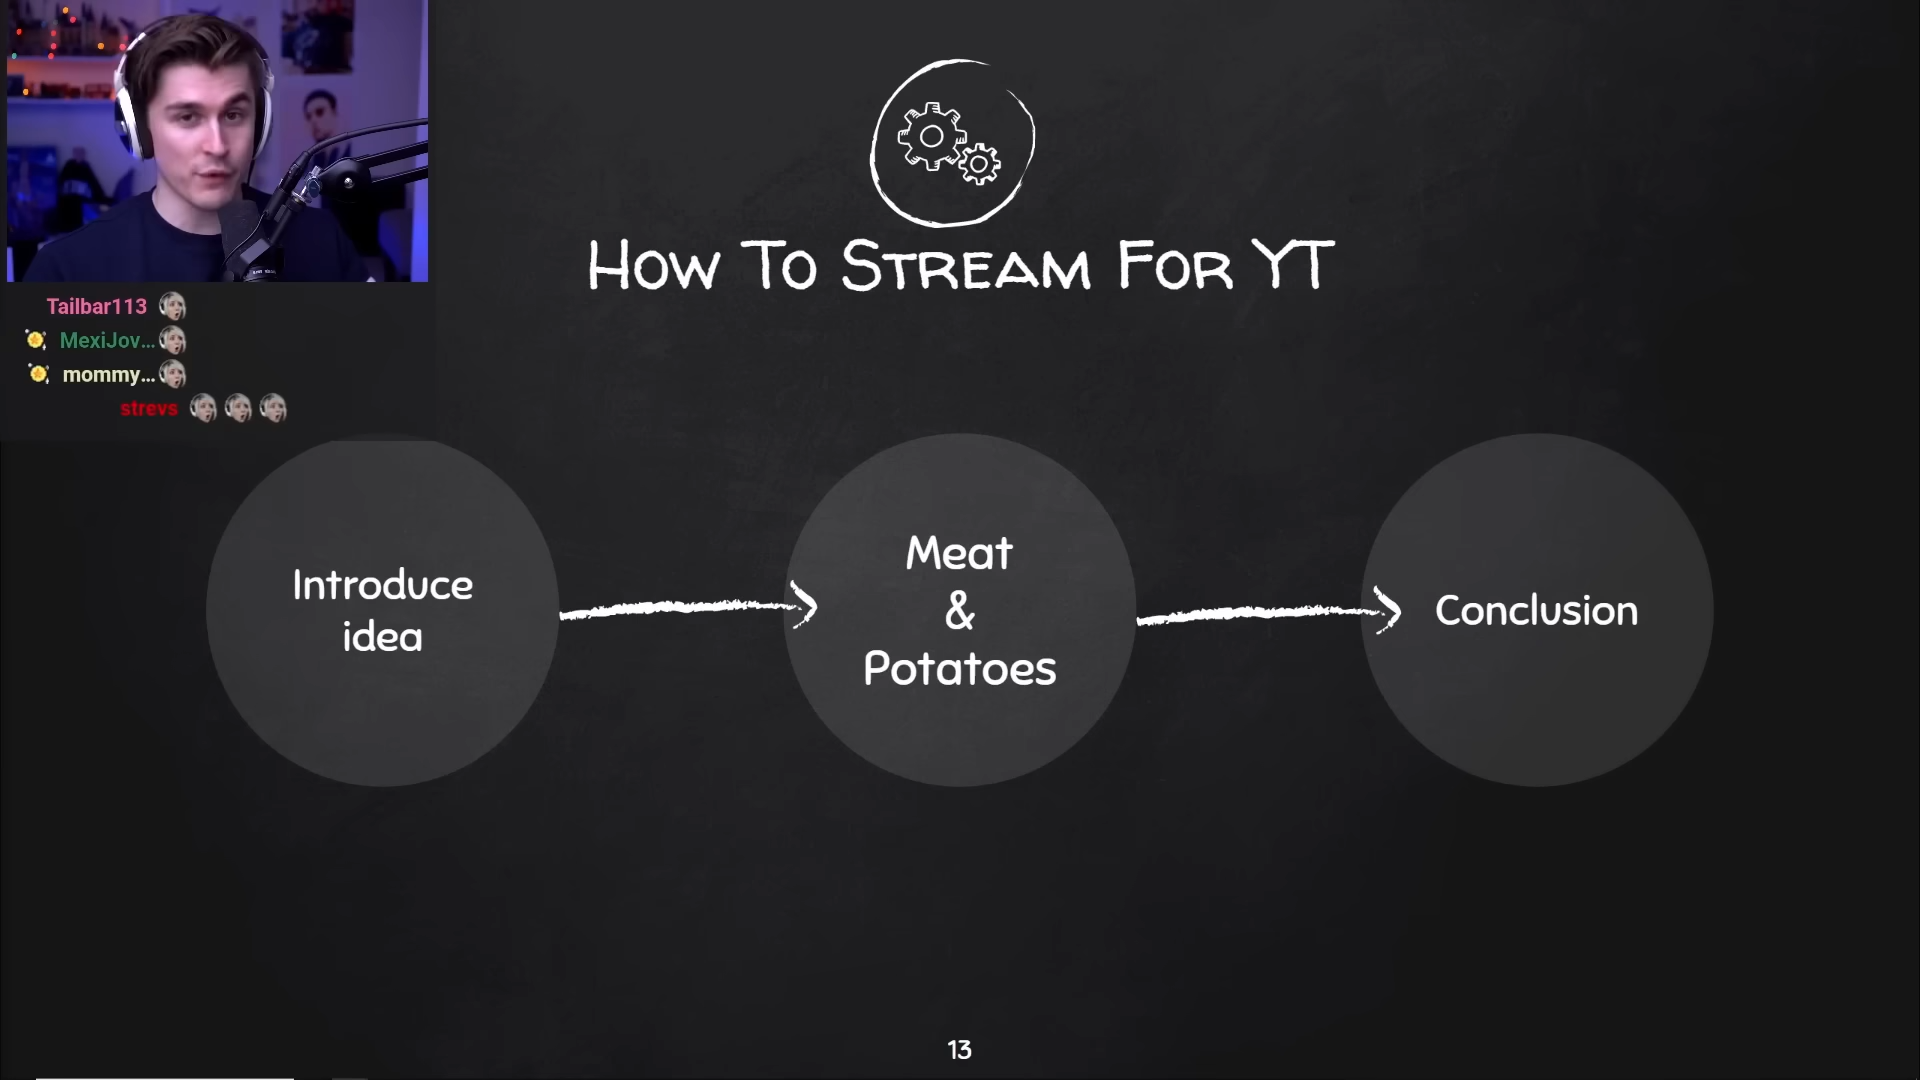 Tailbar113
MexiJov...
mommy...
strevs
How To Stream For YT
Introduce
idea
Meat
&
Potatoes
Conclusion
13